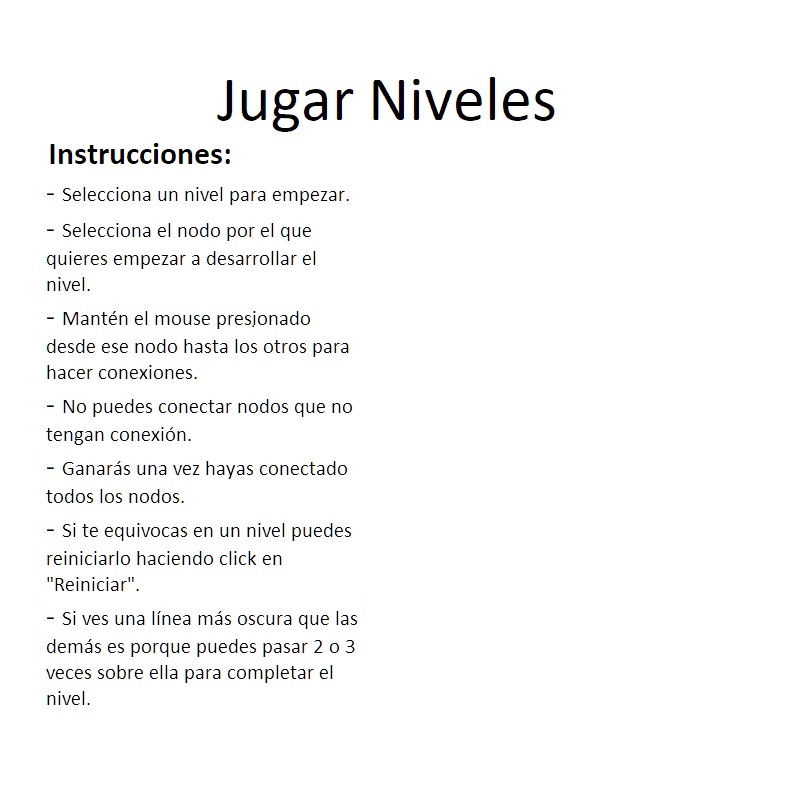 Jugar Niveles
Instrucciones:
- Selecciona un nivel para empezar.
- Selecciona el nodo por el que
quieres empezar a desarrollar el
nivel.
- Mantén el mouse presjonado
desde ese nodo hasta los otros para
hacer conexiones.
- No puedes conectar nodos que no
tengan conexión.
- Ganarás una vez hayas conectado
todos los nodos.
- Si te equivocas en un nivel puedes
reiniciarlo haciendo click en
"Reiniciar".
- Si ves una línea más oscura que las
demás es porque puedes pasar 2 o 3
veces sobre ella para completar el
nivel.